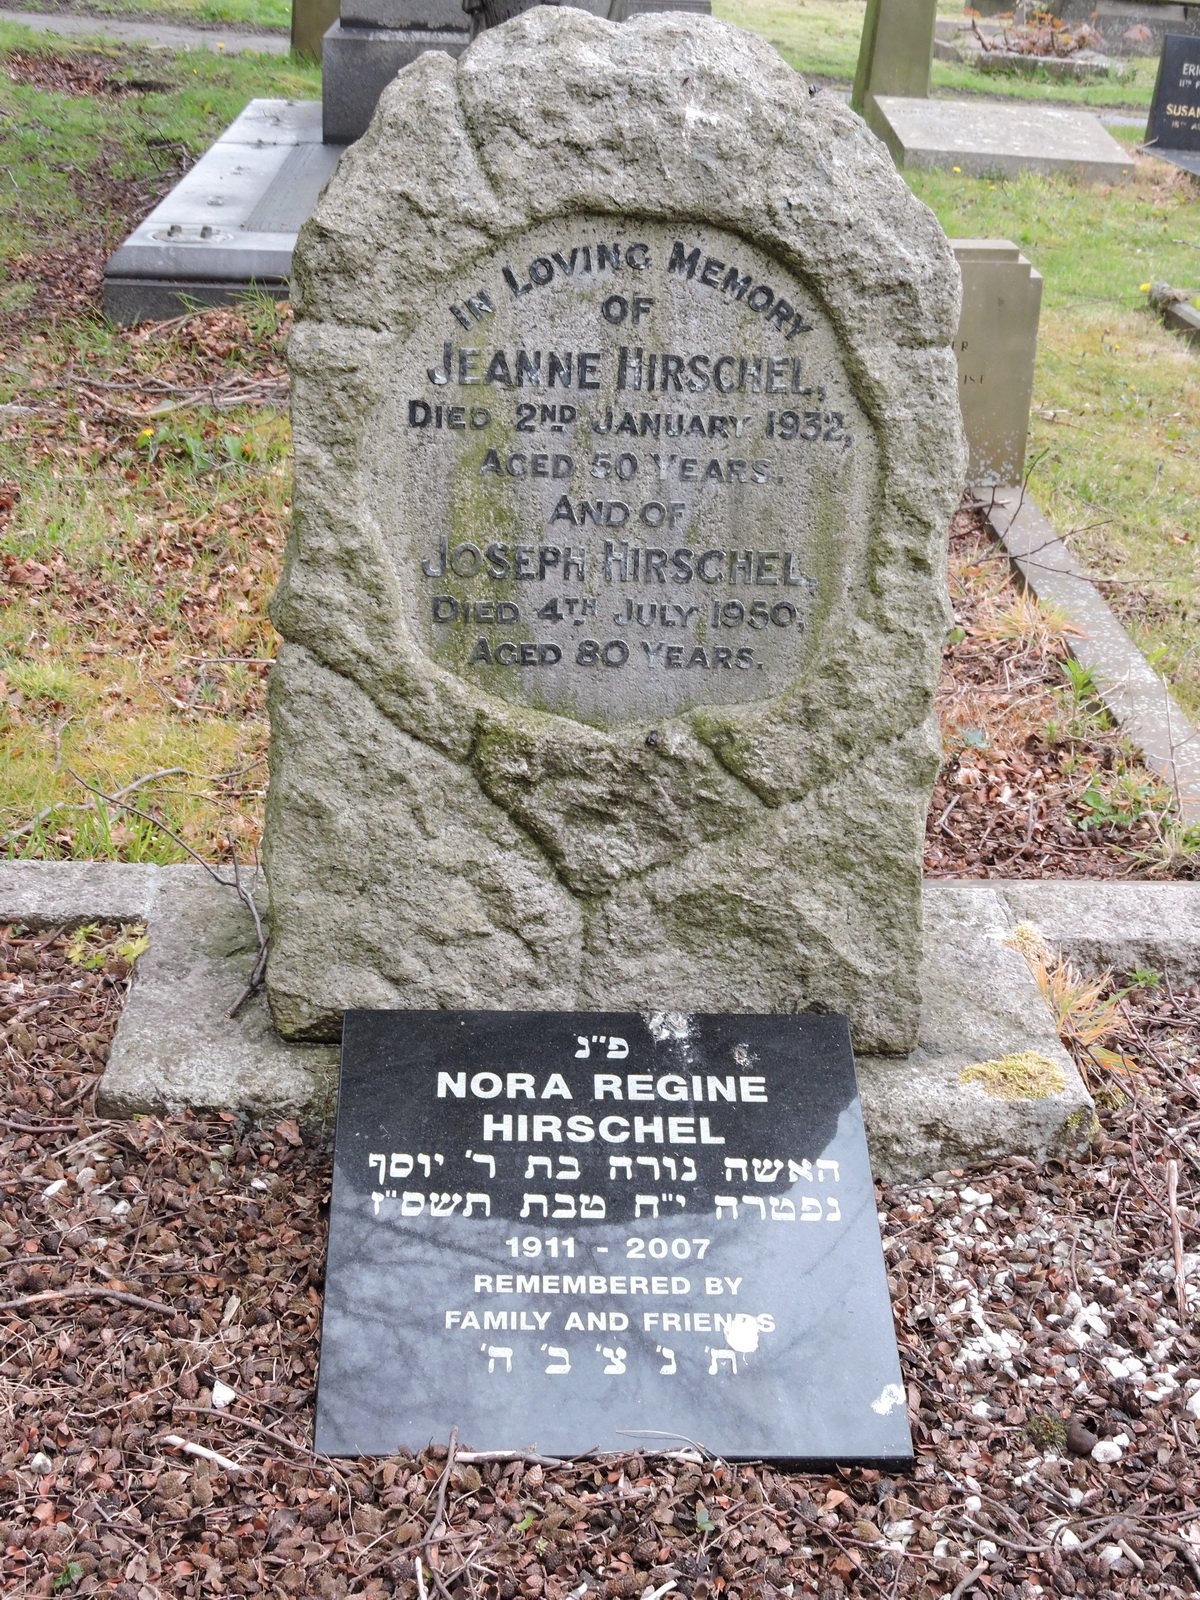 IN LOVING MEMORY
OF
JEANNE HIRSCHEL,
DIED 2ND JANUARY 1932,
AGED 50 YEARS.
AND OF
JOSEPH HIRSCHEL,
DIED 4TH JULY 1950,
AGED 80 YEARS.
פ"נ
NORA REGINE
HIRSCHEL
האשה נורה בת ר' יוסף
נפטרה י"ח טבת תשס"ז
1911 - 2007
REMEMBERED BY
FAMILY AND FRIENDS
ת' נ' צ' ב' ה'
SUSAN